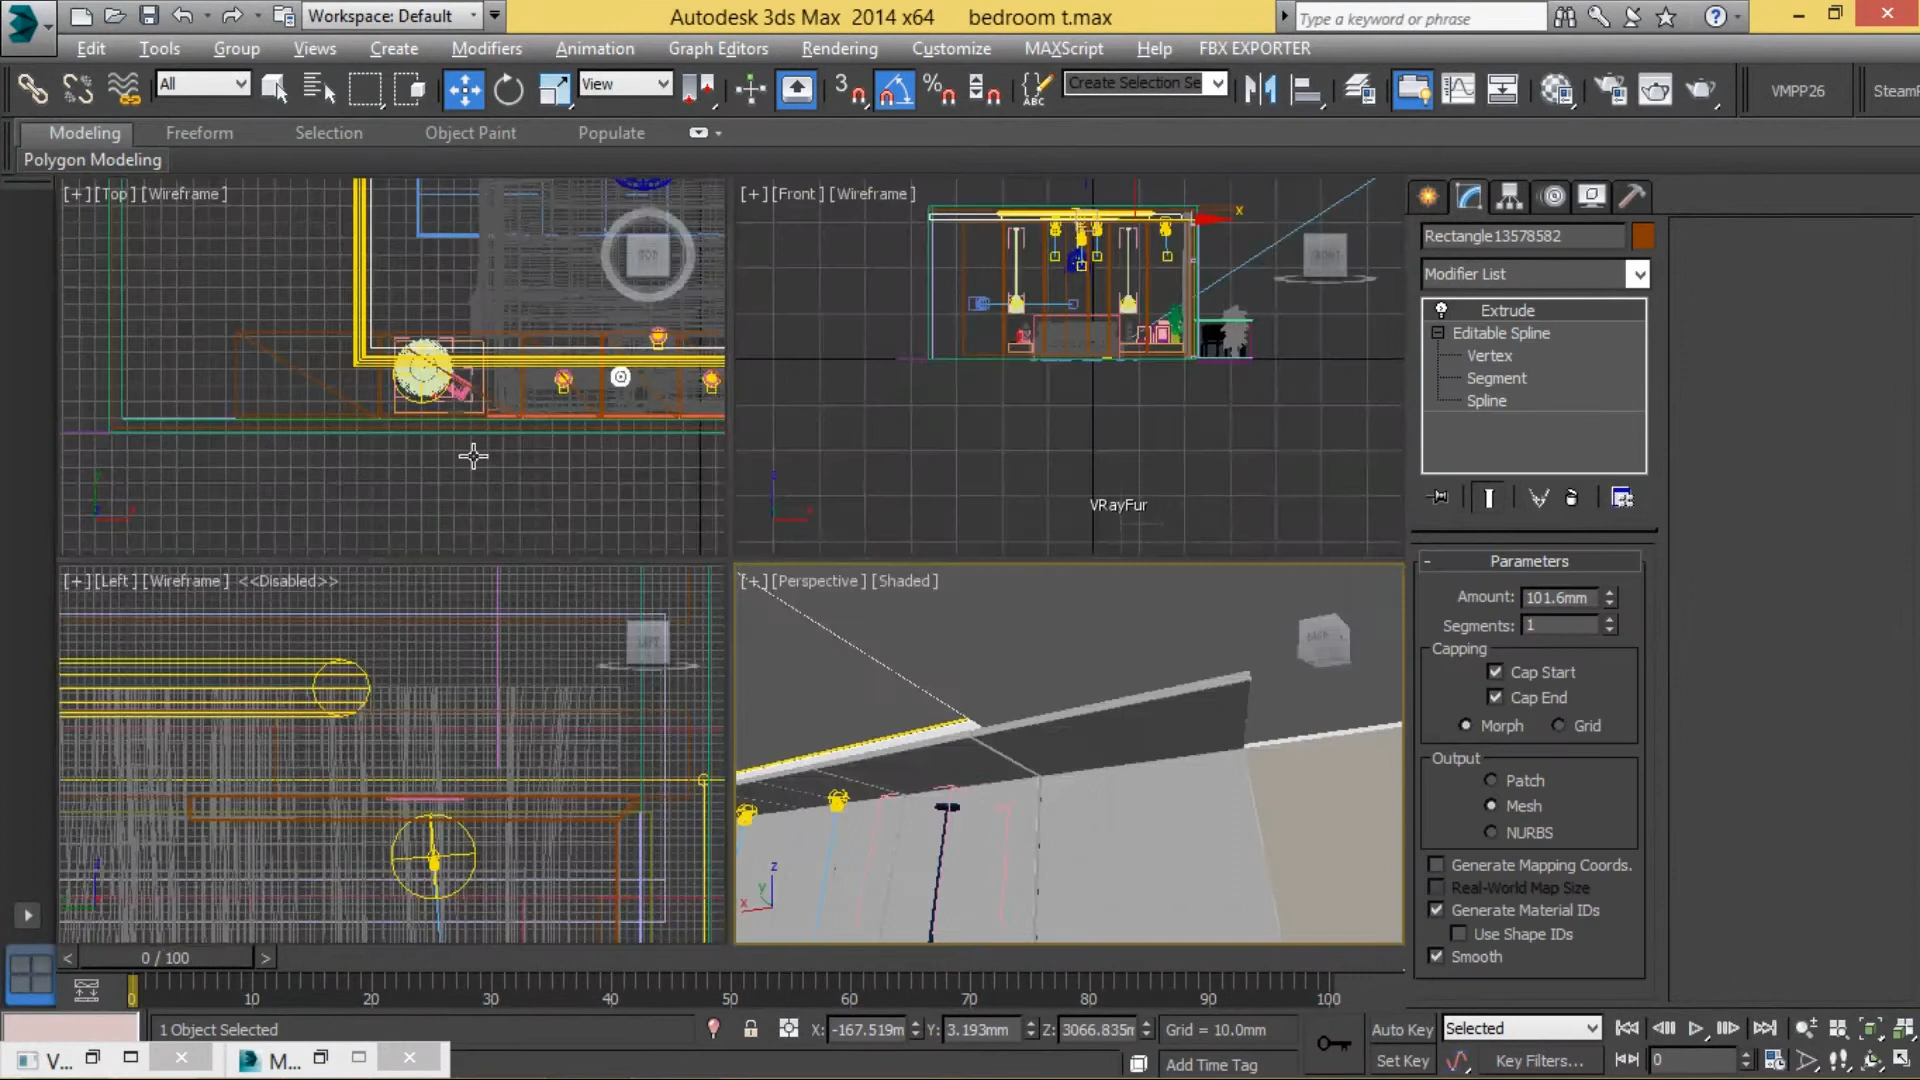 Workspace: Default
Autodesk 3ds Max 2014 x64 bedroom t.max
Type a keyword or phrase
Edit Tools Group Views Create Modifiers Animation Graph Editors Rendering Customize MAXScript Help FBX EXPORTER
All
View
3
Create Selection Se
VMPP26
Modeling Freeform Selection Object Paint Populate
Polygon Modeling
[+][Top][Wireframe]
TOP
[+][Front][Wireframe]
x
FRONT
VRayFur
[+][Left][Wireframe] <<Disabled>>
LEFT
[+][Perspective][Shaded]
z
y
x
Rectangle13578582
Modifier List
Extrude
Editable Spline
Vertex
Segment
Spline
Parameters
Amount: 101.6mm
Segments: 1
Capping
Cap Start
Cap End
Morph Grid
Output
Patch
Mesh
NURBS
Generate Mapping Coords.
Real-World Map Size
Generate Material IDs
Use Shape IDs
Smooth
< 0 / 100 >
0 10 20 30 40 50 60 70 80 90 100
1 Object Selected
X: -167.519m Y: 3.193mm Z: 3066.835m Grid = 10.0mm
Auto Key Selected
Add Time Tag
Set Key Key Filters... 0
V...
M...